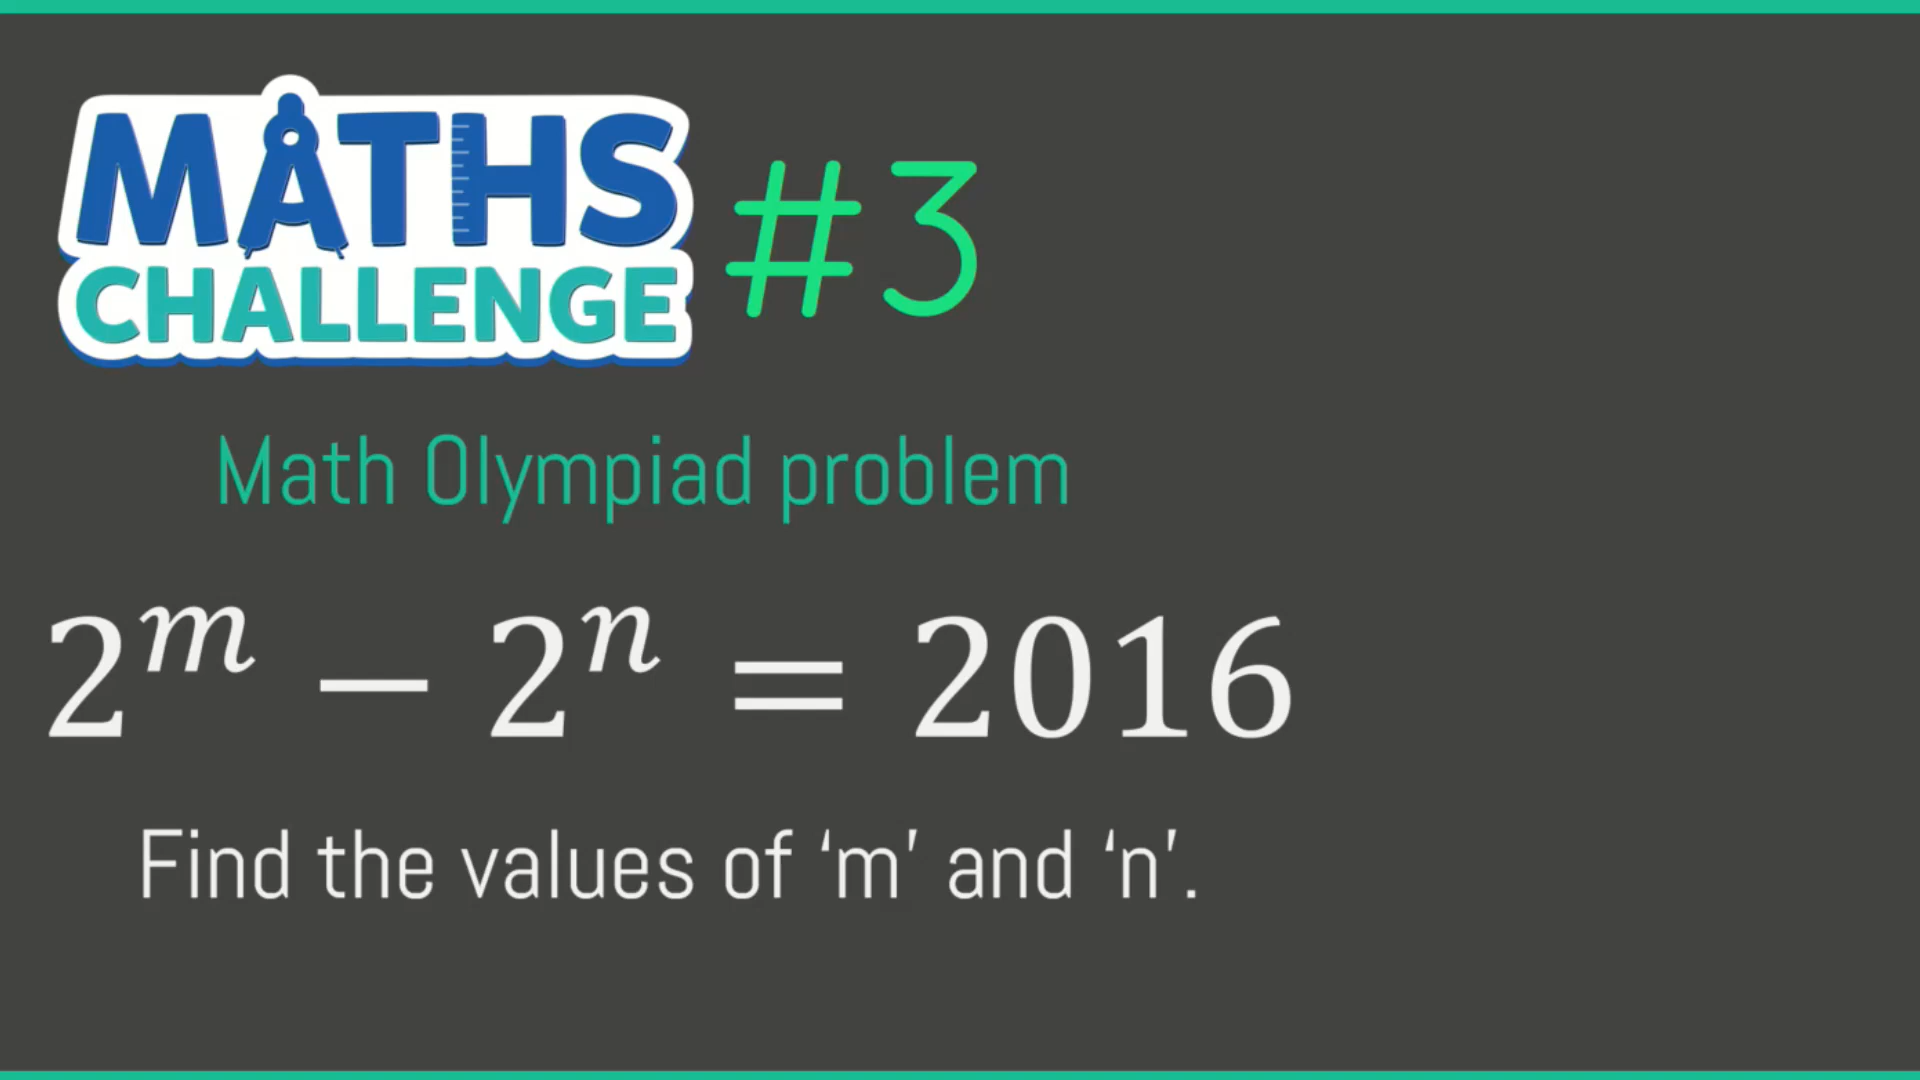 MATHS
CHALLENGE
#3
Math Olympiad problem
2^m − 2^n = 2016
Find the values of ‘m’ and ‘n’.